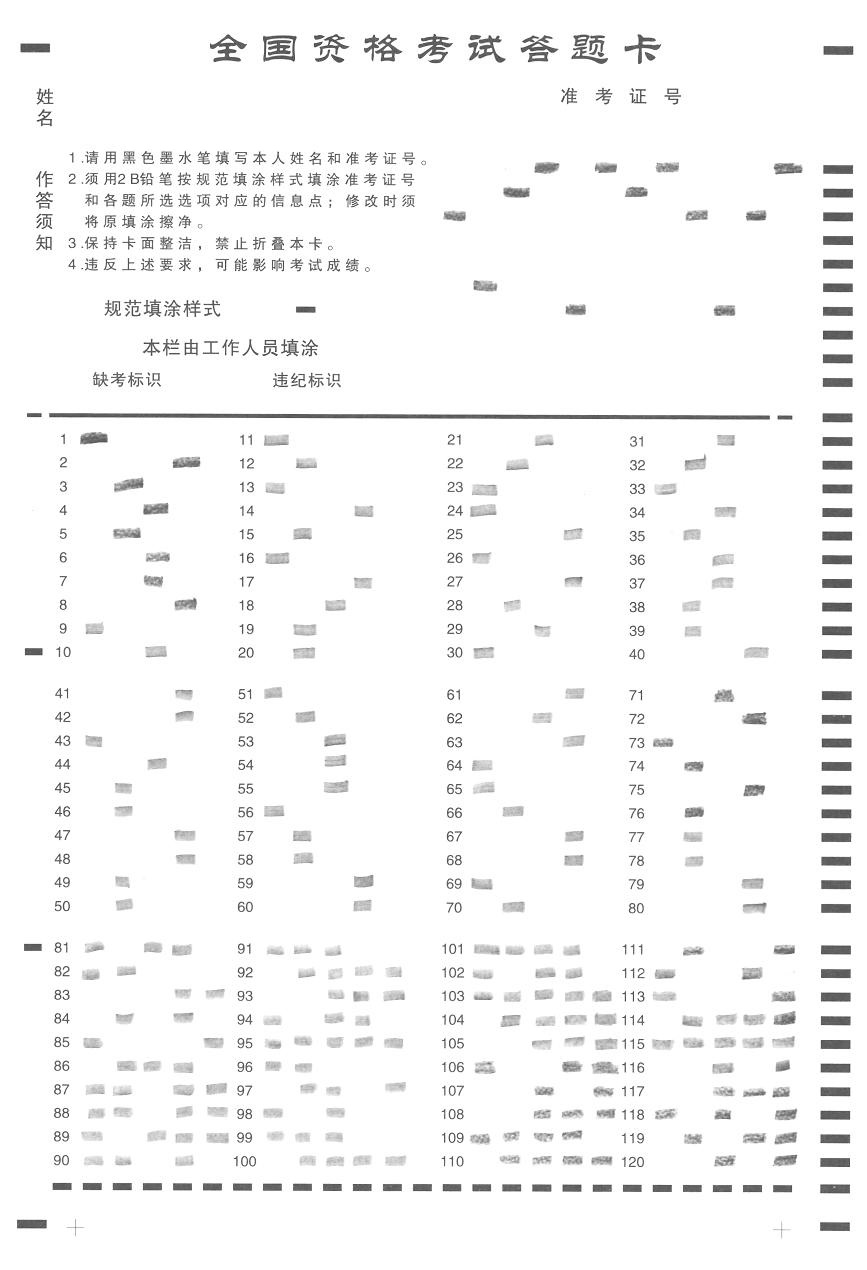 全国资格考试答题卡
姓名
准考证号
作答须知
1.请用黑色墨水笔填写本人姓名和准考证号。
2.须用2B铅笔按规范填涂样式填涂准考证号
和各题所选选项对应的信息点；修改时须
将原填涂擦净。
3.保持卡面整洁，禁止折叠本卡。
4.违反上述要求，可能影响考试成绩。
规范填涂样式
本栏由工作人员填涂
缺考标识 违纪标识
1 11 21 31
2 12 22 32
3 13 23 33
4 14 24 34
5 15 25 35
6 16 26 36
7 17 27 37
8 18 28 38
9 19 29 39
10 20 30 40
41 51 61 71
42 52 62 72
43 53 63 73
44 54 64 74
45 55 65 75
46 56 66 76
47 57 67 77
48 58 68 78
49 59 69 79
50 60 70 80
81 91 101 111
82 92 102 112
83 93 103 113
84 94 104 114
85 95 105 115
86 96 106 116
87 97 107 117
88 98 108 118
89 99 109 119
90 100 110 120